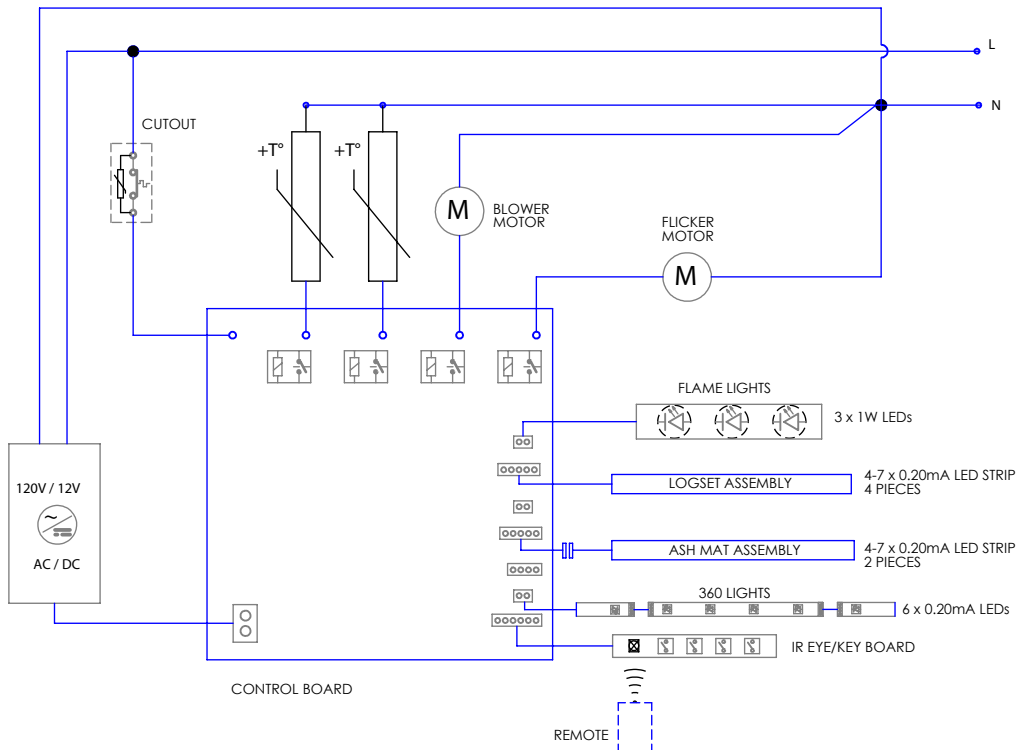 L
N
CUTOUT
+T°
+T°
M
BLOWER
MOTOR
FLICKER
MOTOR
M
FLAME LIGHTS
3 x 1W LEDs
120V / 12V
AC / DC
LOGSET ASSEMBLY
4-7 x 0.20mA LED STRIP
4 PIECES
ASH MAT ASSEMBLY
4-7 x 0.20mA LED STRIP
2 PIECES
360 LIGHTS
6 x 0.20mA LEDs
IR EYE/KEY BOARD
CONTROL BOARD
REMOTE